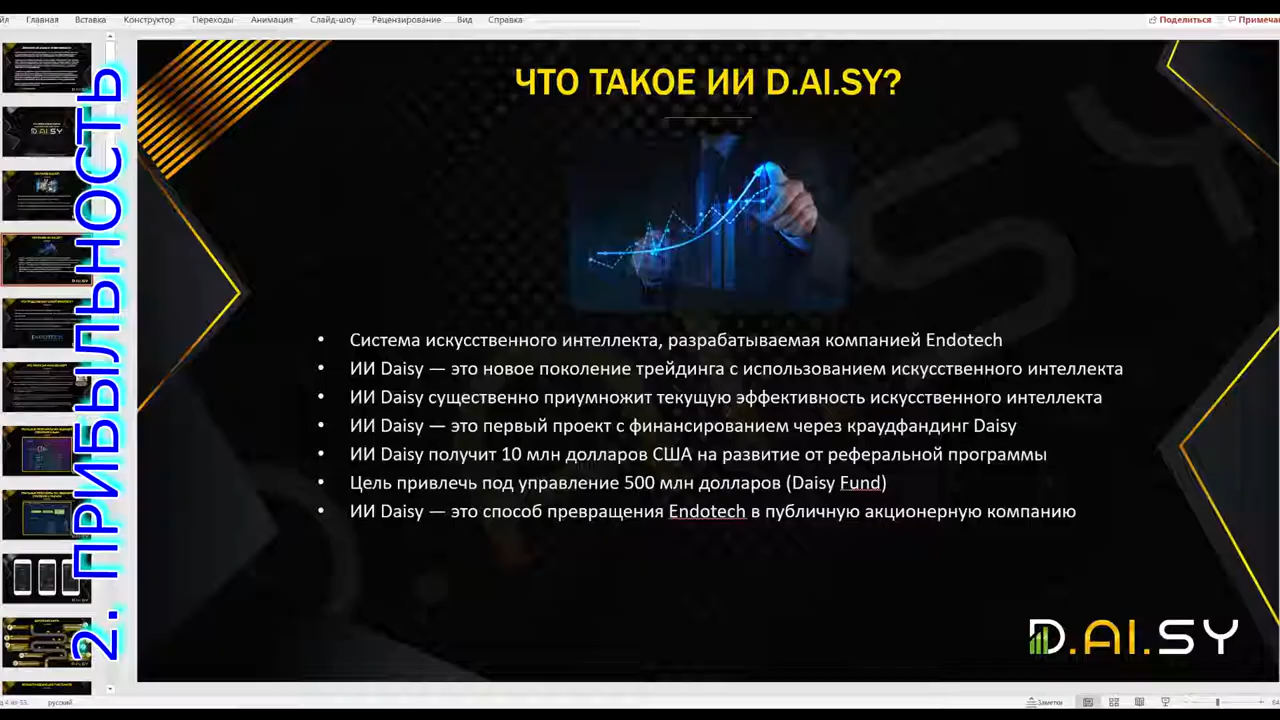 Главная Вставка Конструктор Переходы Анимация Слайд-шоу Рецензирование Вид Справка Поделиться
2. ПРИБЫЛЬНОСТЬ
ЧТО ТАКОЕ ИИ D.AI.SY?
• Система искусственного интеллекта, разрабатываемая компанией Endotech
• ИИ Daisy — это новое поколение трейдинга с использованием искусственного интеллекта
• ИИ Daisy существенно приумножит текущую эффективность искусственного интеллекта
• ИИ Daisy — это первый проект с финансированием через краудфандинг Daisy
• ИИ Daisy получит 10 млн долларов США на развитие от реферальной программы
• Цель привлечь под управление 500 млн долларов (Daisy Fund)
• ИИ Daisy — это способ превращения Endotech в публичную акционерную компанию
D.AI.SY
русский Заметки